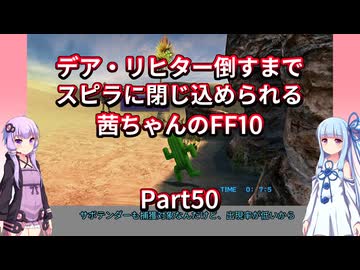 デア・リヒター倒すまで
スピラに閉じ込められる
茜ちゃんのFF10
Part50
TIME 0:7:5
サボテンダーも捕獲対象なんだけど、出現率が低いから